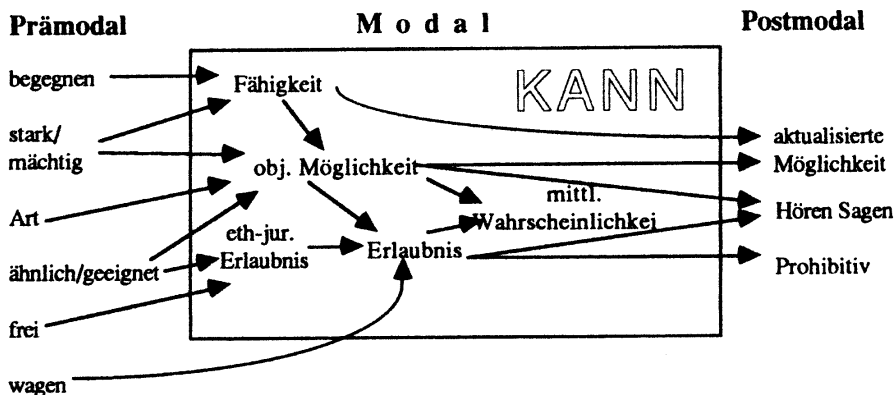 Prämodal
M o d a l
Postmodal
begegnen
Fähigkeit
KANN
stark/
mächtig
aktualisierte
obj. Möglichkeit
Möglichkeit
mittl.
Art
Wahrscheinlichkei
Hören Sagen
eth-jur.
ähnlich/geeignet
Erlaubnis
Erlaubnis
Prohibitiv
frei
wagen